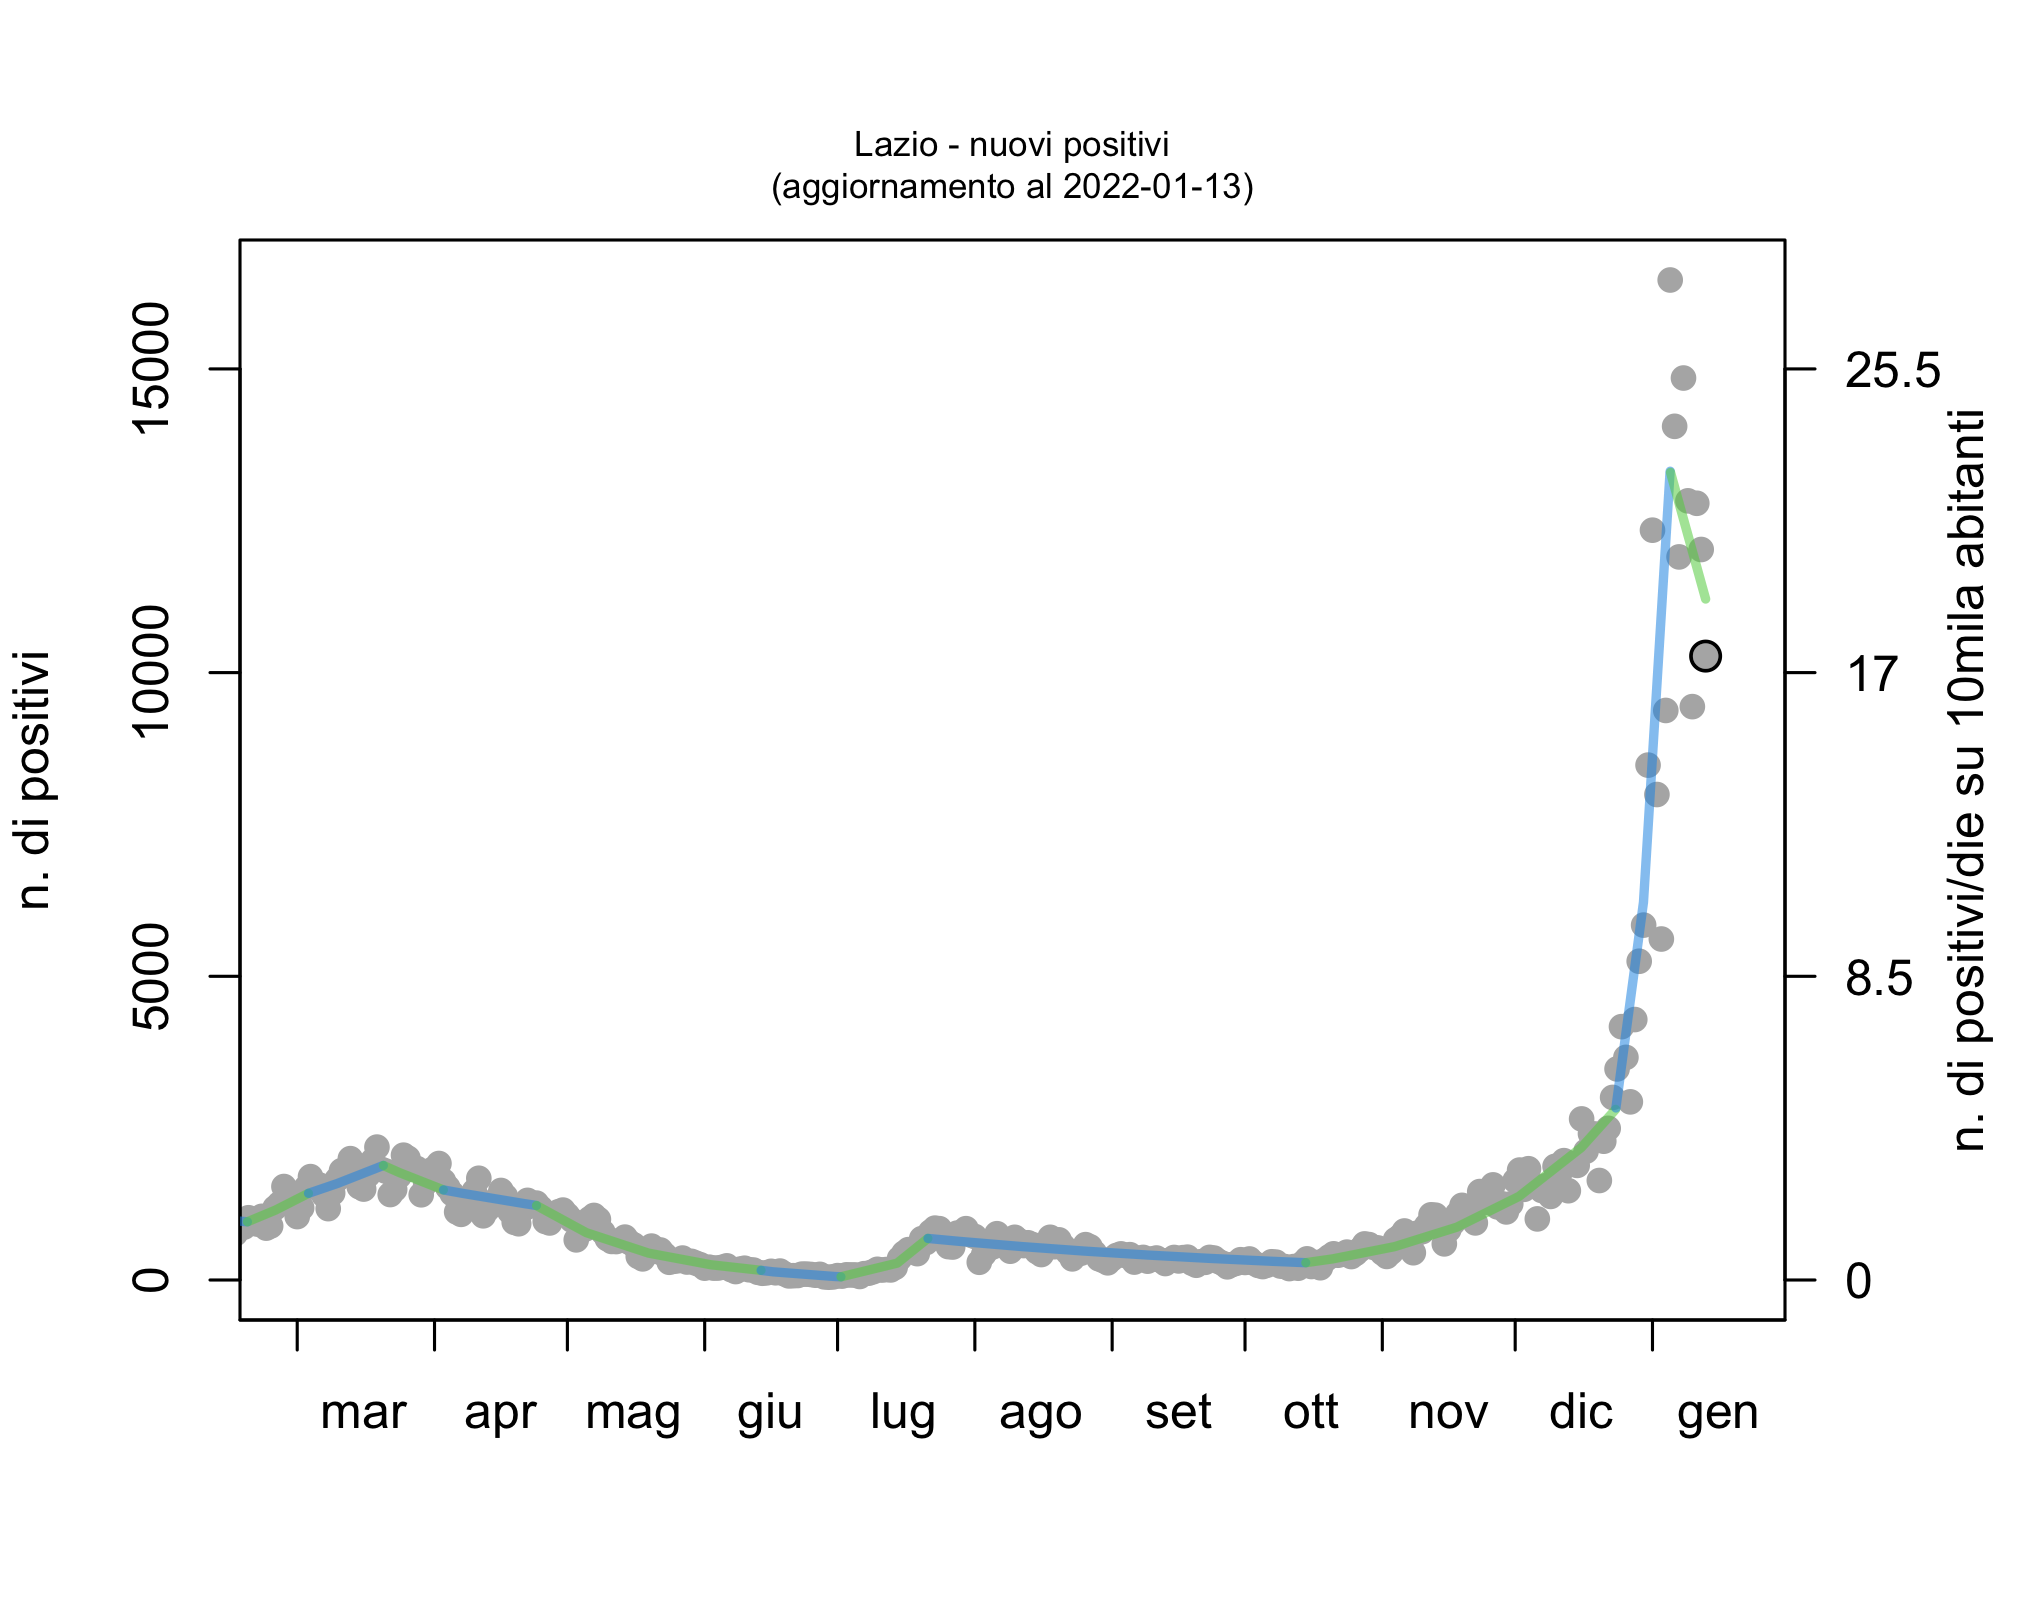 Lazio - nuovi positivi
(aggiornamento al 2022-01-13)
n. di positivi
15000
10000
5000
0
25.5
17
8.5
0
n. di positivi/die su 10mila abitanti
mar apr mag giu lug ago set ott nov dic gen